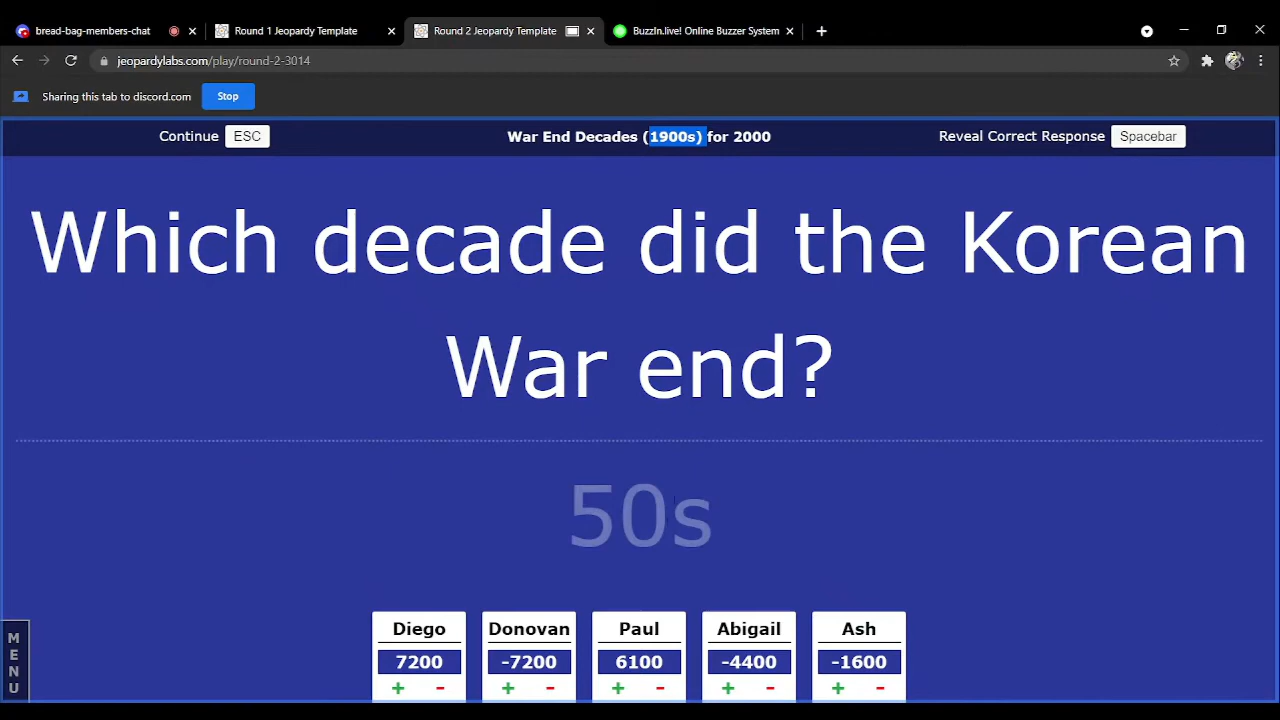 bread-bag-members-chat
Round 1 Jeopardy Template
Round 2 Jeopardy Template
BuzzIn.live! Online Buzzer System
jeopardylabs.com/play/round-2-3014
Sharing this tab to discord.com Stop
Continue ESC War End Decades (1900s) for 2000 Reveal Correct Response Spacebar
Which decade did the Korean
War end?
50s
MENU
Diego Donovan Paul Abigail Ash
7200 -7200 6100 -4400 -1600
+ - + - + - + - + -